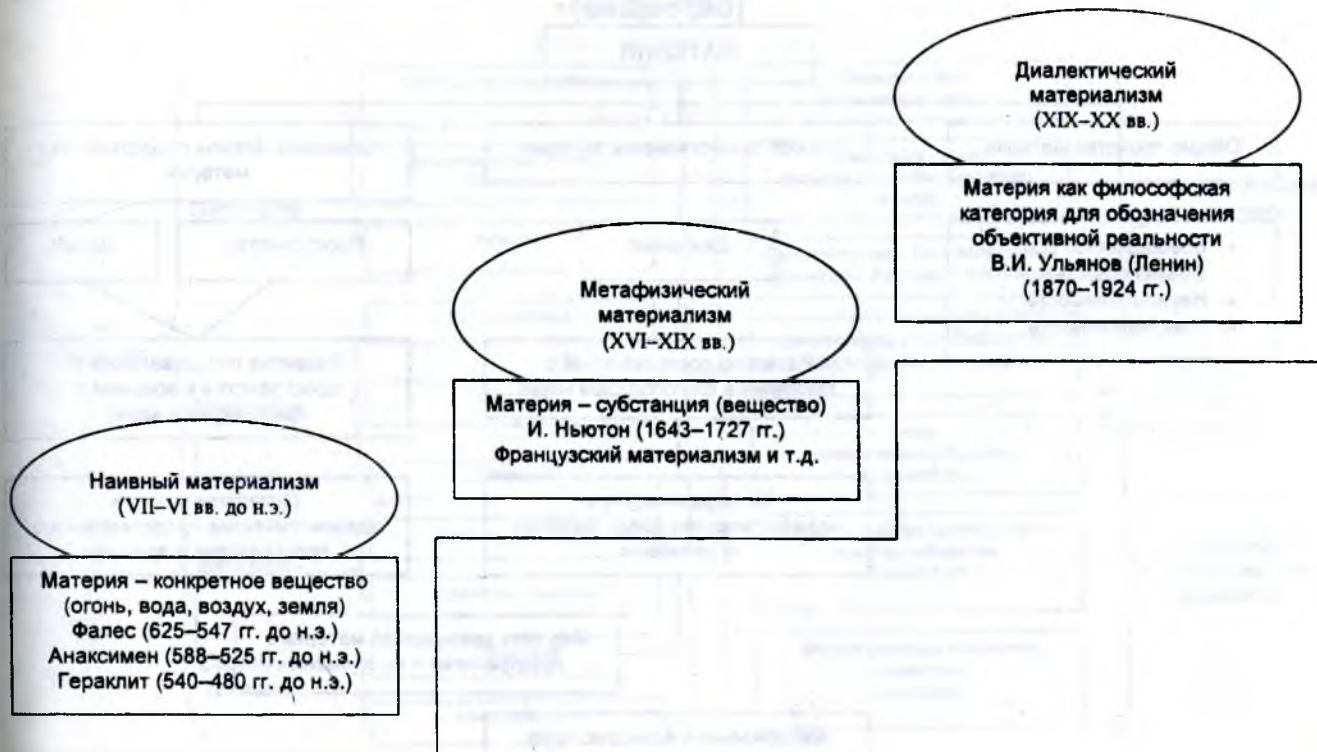 Диалектический
материализм
(XIX–XX вв.)
Материя как философская
категория для обозначения
объективной реальности
В.И. Ульянов (Ленин)
(1870–1924 гг.)
Метафизический
материализм
(XVI–XIX вв.)
Материя – субстанция (вещество)
И. Ньютон (1643–1727 гг.)
Французский материализм и т.д.
Наивный материализм
(VII–VI вв. до н.э.)
Материя – конкретное вещество
(огонь, вода, воздух, земля)
Фалес (625–547 гг. до н.э.)
Анаксимен (588–525 гг. до н.э.)
Гераклит (540–480 гг. до н.э.)